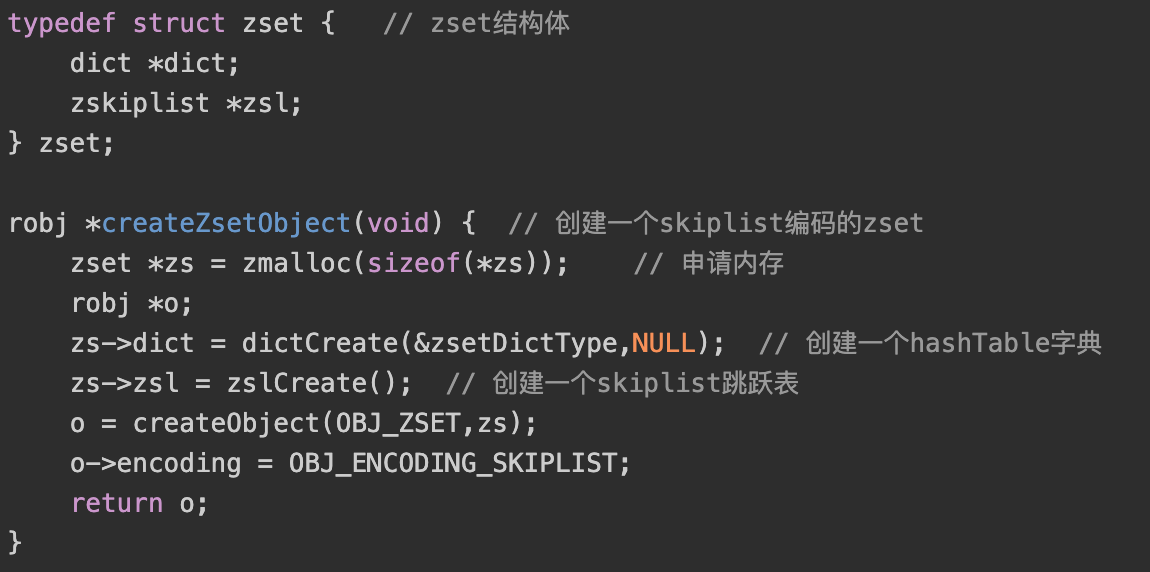 typedef struct zset {   // zset结构体
    dict *dict;
    zskiplist *zsl;
} zset;

robj *createZsetObject(void) {  // 创建一个skiplist编码的zset
    zset *zs = zmalloc(sizeof(*zs));    // 申请内存
    robj *o;
    zs->dict = dictCreate(&zsetDictType,NULL);  // 创建一个hashTable字典
    zs->zsl = zslCreate();  // 创建一个skiplist跳跃表
    o = createObject(OBJ_ZSET,zs);
    o->encoding = OBJ_ENCODING_SKIPLIST;
    return o;
}